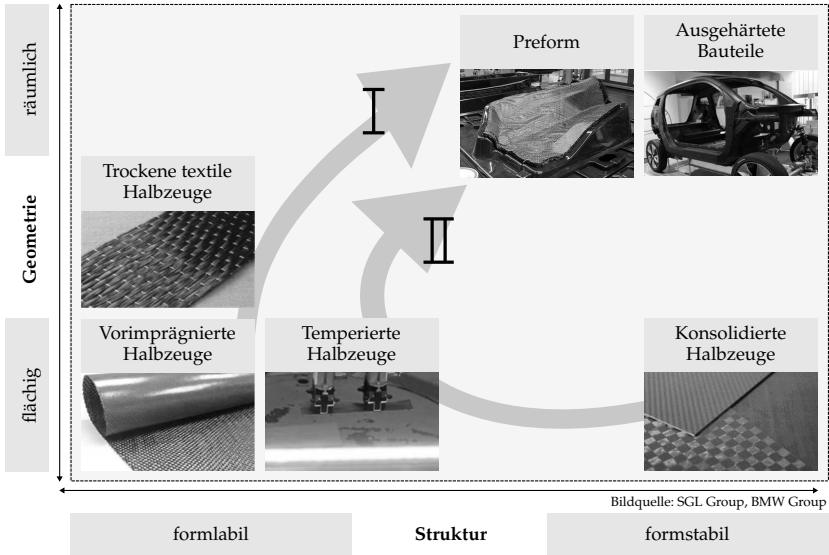 räumlich
Geometrie
flächig
Preform
Ausgehärtete
Bauteile
I
Trockene textile
Halbzeuge
II
Vorimprägnierte
Halbzeuge
Temperierte
Halbzeuge
Konsolidierte
Halbzeuge
Bildquelle: SGL Group, BMW Group
formlabil
Struktur
formstabil